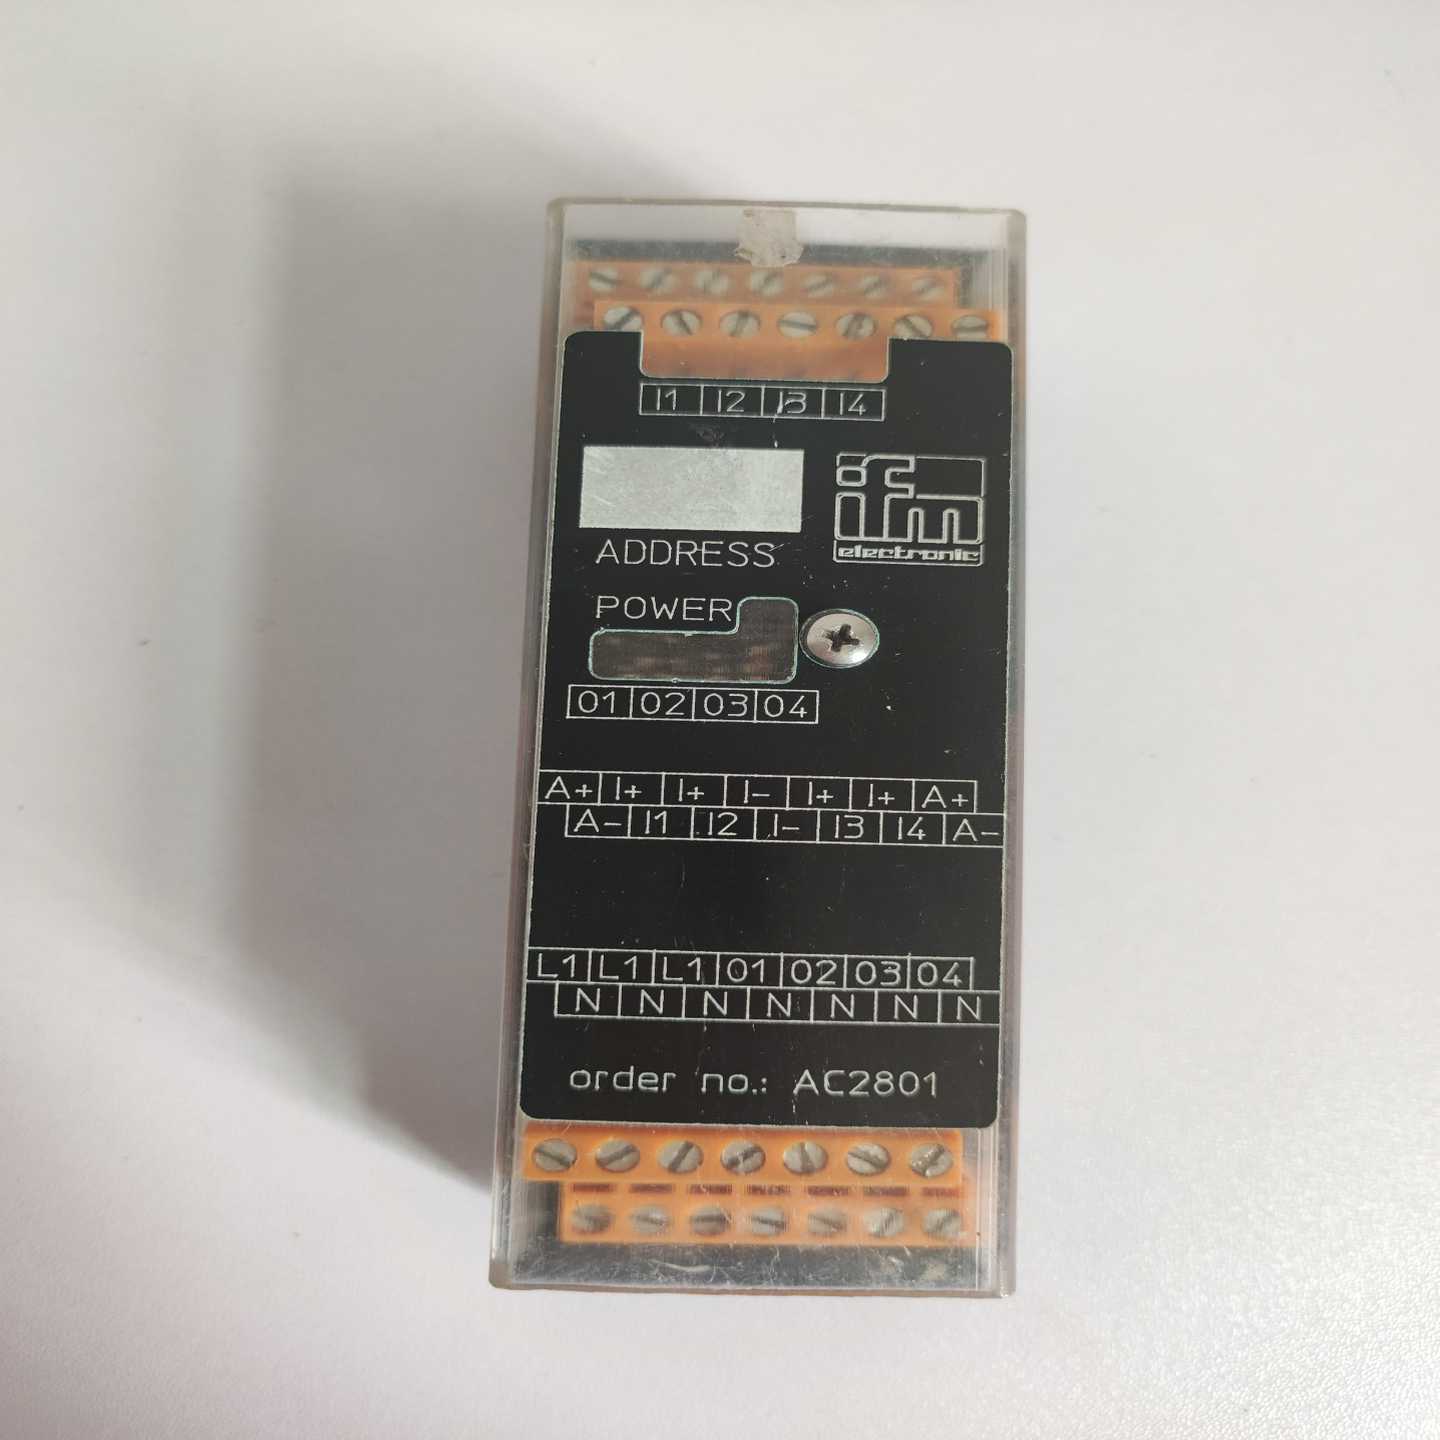 I1 I2 I3 I4
ifm
electronic
ADDRESS
POWER
01 02 03 04
A+ I+ I+ I- I+ I+ A+
A- I1 I2 I- I3 I4 A-
L1 L1 L1 01 02 03 04
N N N N N N N
order no.: AC2801